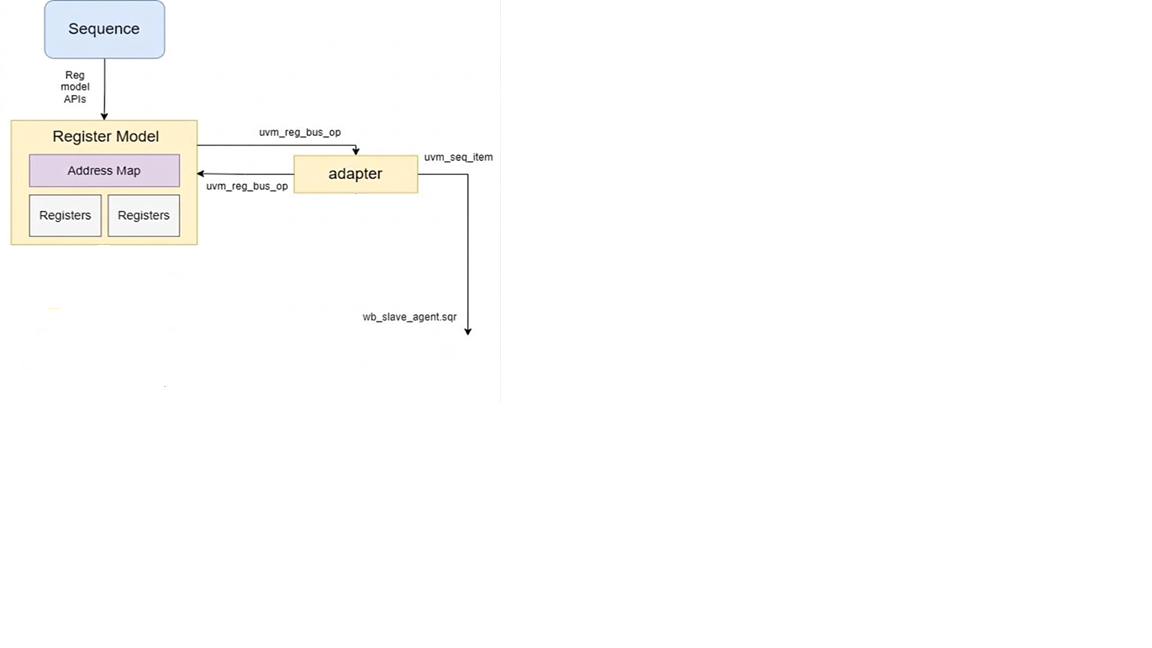 Sequence
Reg
model
APIs
Register Model
uvm_reg_bus_op
uvm_seq_item
Address Map
adapter
uvm_reg_bus_op
Registers
Registers
wb_slave_agent.sqr